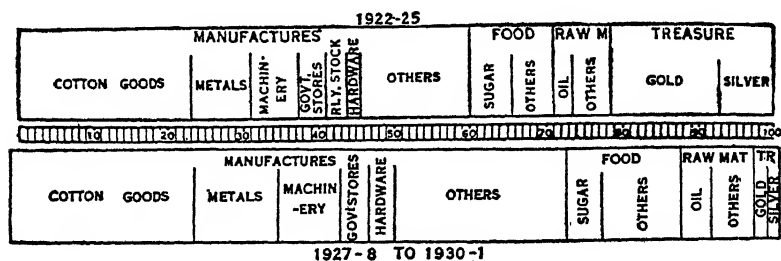 1922-25
MANUFACTURES FOOD RAW M TREASURE
COTTON GOODS METALS MACHIN-ERY GOVT. STORES RLY. STOCK HARDWARE OTHERS SUGAR OTHERS OIL OTHERS GOLD SILVER
10 20 30 40 50 60 70 80 90 100
MANUFACTURES FOOD RAW MAT TR
COTTON GOODS METALS MACHIN-ERY GOVT STORES HARDWARE OTHERS SUGAR OTHERS OIL OTHERS GOLD SILVER
1927-8 TO 1930-1